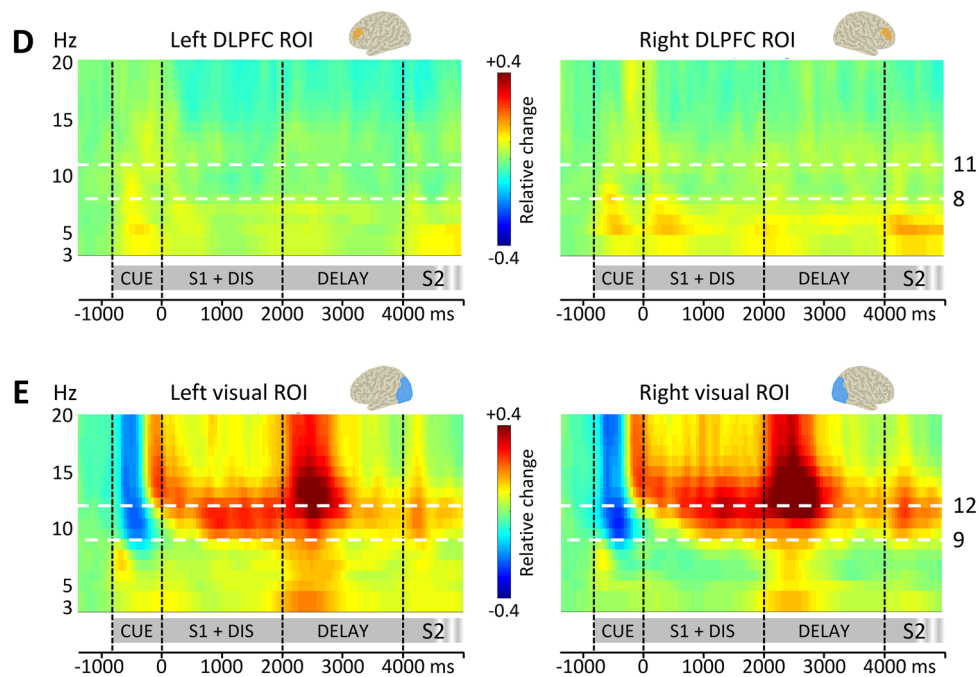 D Hz Left DLPFC ROI Right DLPFC ROI
20 +0.4
15
10 Relative change 11
8
5
3 -0.4
CUE S1 + DIS DELAY S2 CUE S1 + DIS DELAY S2
-1000 0 1000 2000 3000 4000 ms -1000 0 1000 2000 3000 4000 ms
E Hz Left visual ROI Right visual ROI
20 +0.4
15
12
10 Relative change 9
5
3 -0.4
CUE S1 + DIS DELAY S2 CUE S1 + DIS DELAY S2
-1000 0 1000 2000 3000 4000 ms -1000 0 1000 2000 3000 4000 ms